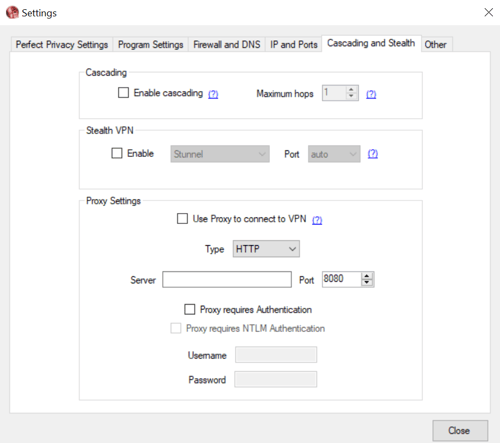 Settings
Perfect Privacy Settings Program Settings Firewall and DNS IP and Ports Cascading and Stealth Other
Cascading
Enable cascading (?) Maximum hops 1 (?)
Stealth VPN
Enable Stunnel Port auto (?)
Proxy Settings
Use Proxy to connect to VPN (?)
Type HTTP
Server Port 8080
Proxy requires Authentication
Proxy requires NTLM Authentication
Username
Password
Close